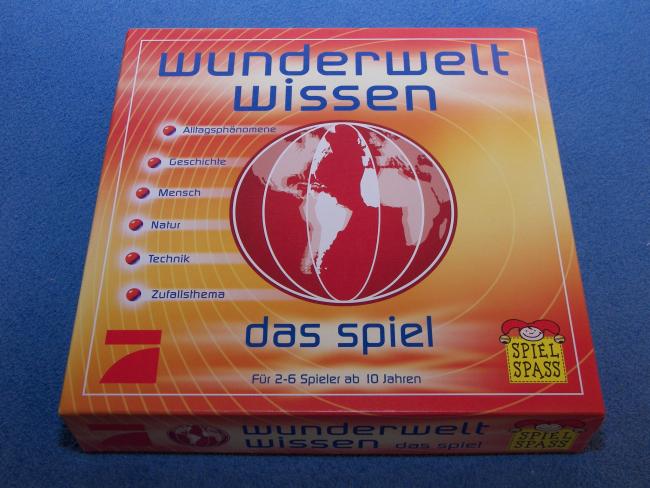 wunderwelt
wissen
Alltagsphänomene
Geschichte
Mensch
Natur
Technik
Zufallsthema
das spiel
Für 2-6 Spieler ab 10 Jahren
SPIEL
SPASS
wunderwelt
wissen das spiel
SPIEL
SPASS